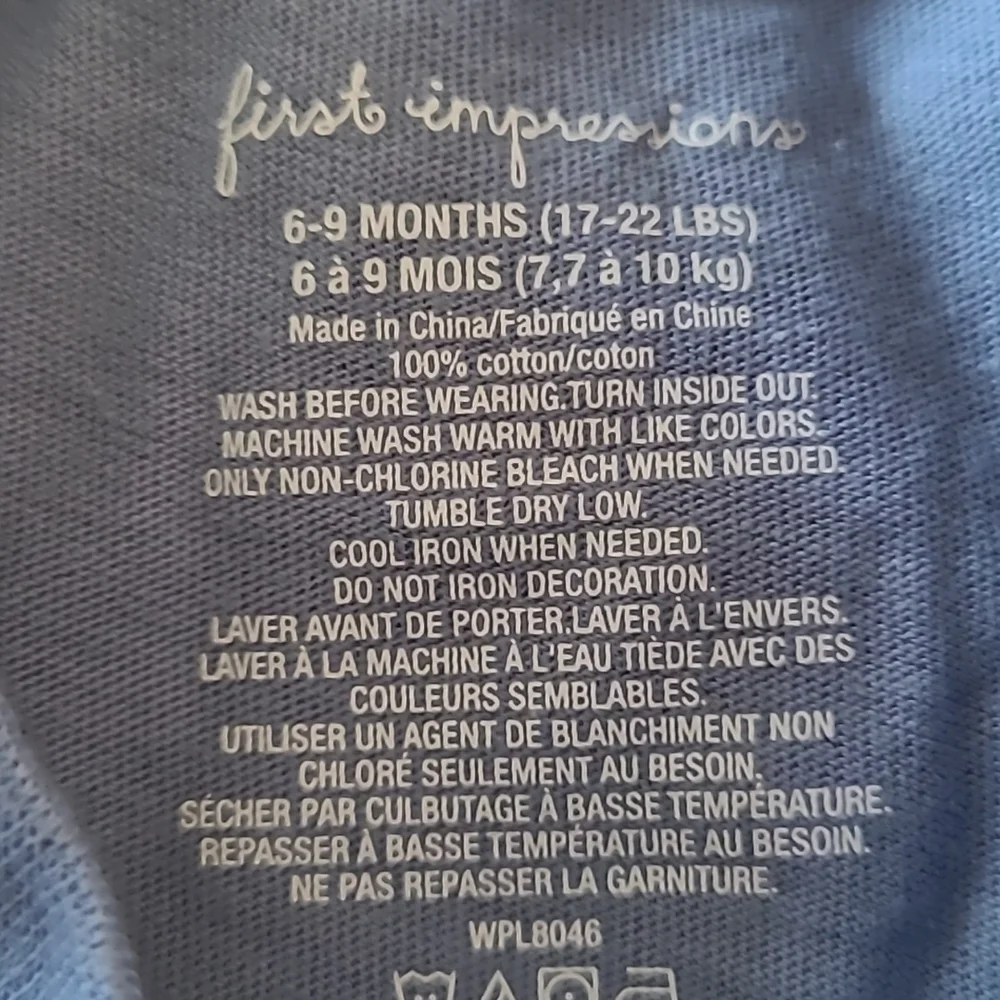 first impressions
6-9 MONTHS (17-22 LBS)
6 à 9 MOIS (7,7 à 10 kg)
Made in China/Fabriqué en Chine
100% cotton/coton
WASH BEFORE WEARING.TURN INSIDE OUT.
MACHINE WASH WARM WITH LIKE COLORS.
ONLY NON-CHLORINE BLEACH WHEN NEEDED.
TUMBLE DRY LOW.
COOL IRON WHEN NEEDED.
DO NOT IRON DECORATION.
LAVER AVANT DE PORTER.LAVER À L'ENVERS.
LAVER À LA MACHINE À L'EAU TIÈDE AVEC DES
COULEURS SEMBLABLES.
UTILISER UN AGENT DE BLANCHIMENT NON
CHLORÉ SEULEMENT AU BESOIN.
SÉCHER PAR CULBUTAGE À BASSE TEMPÉRATURE.
REPASSER À BASSE TEMPÉRATURE AU BESOIN.
NE PAS REPASSER LA GARNITURE.
WPL8046